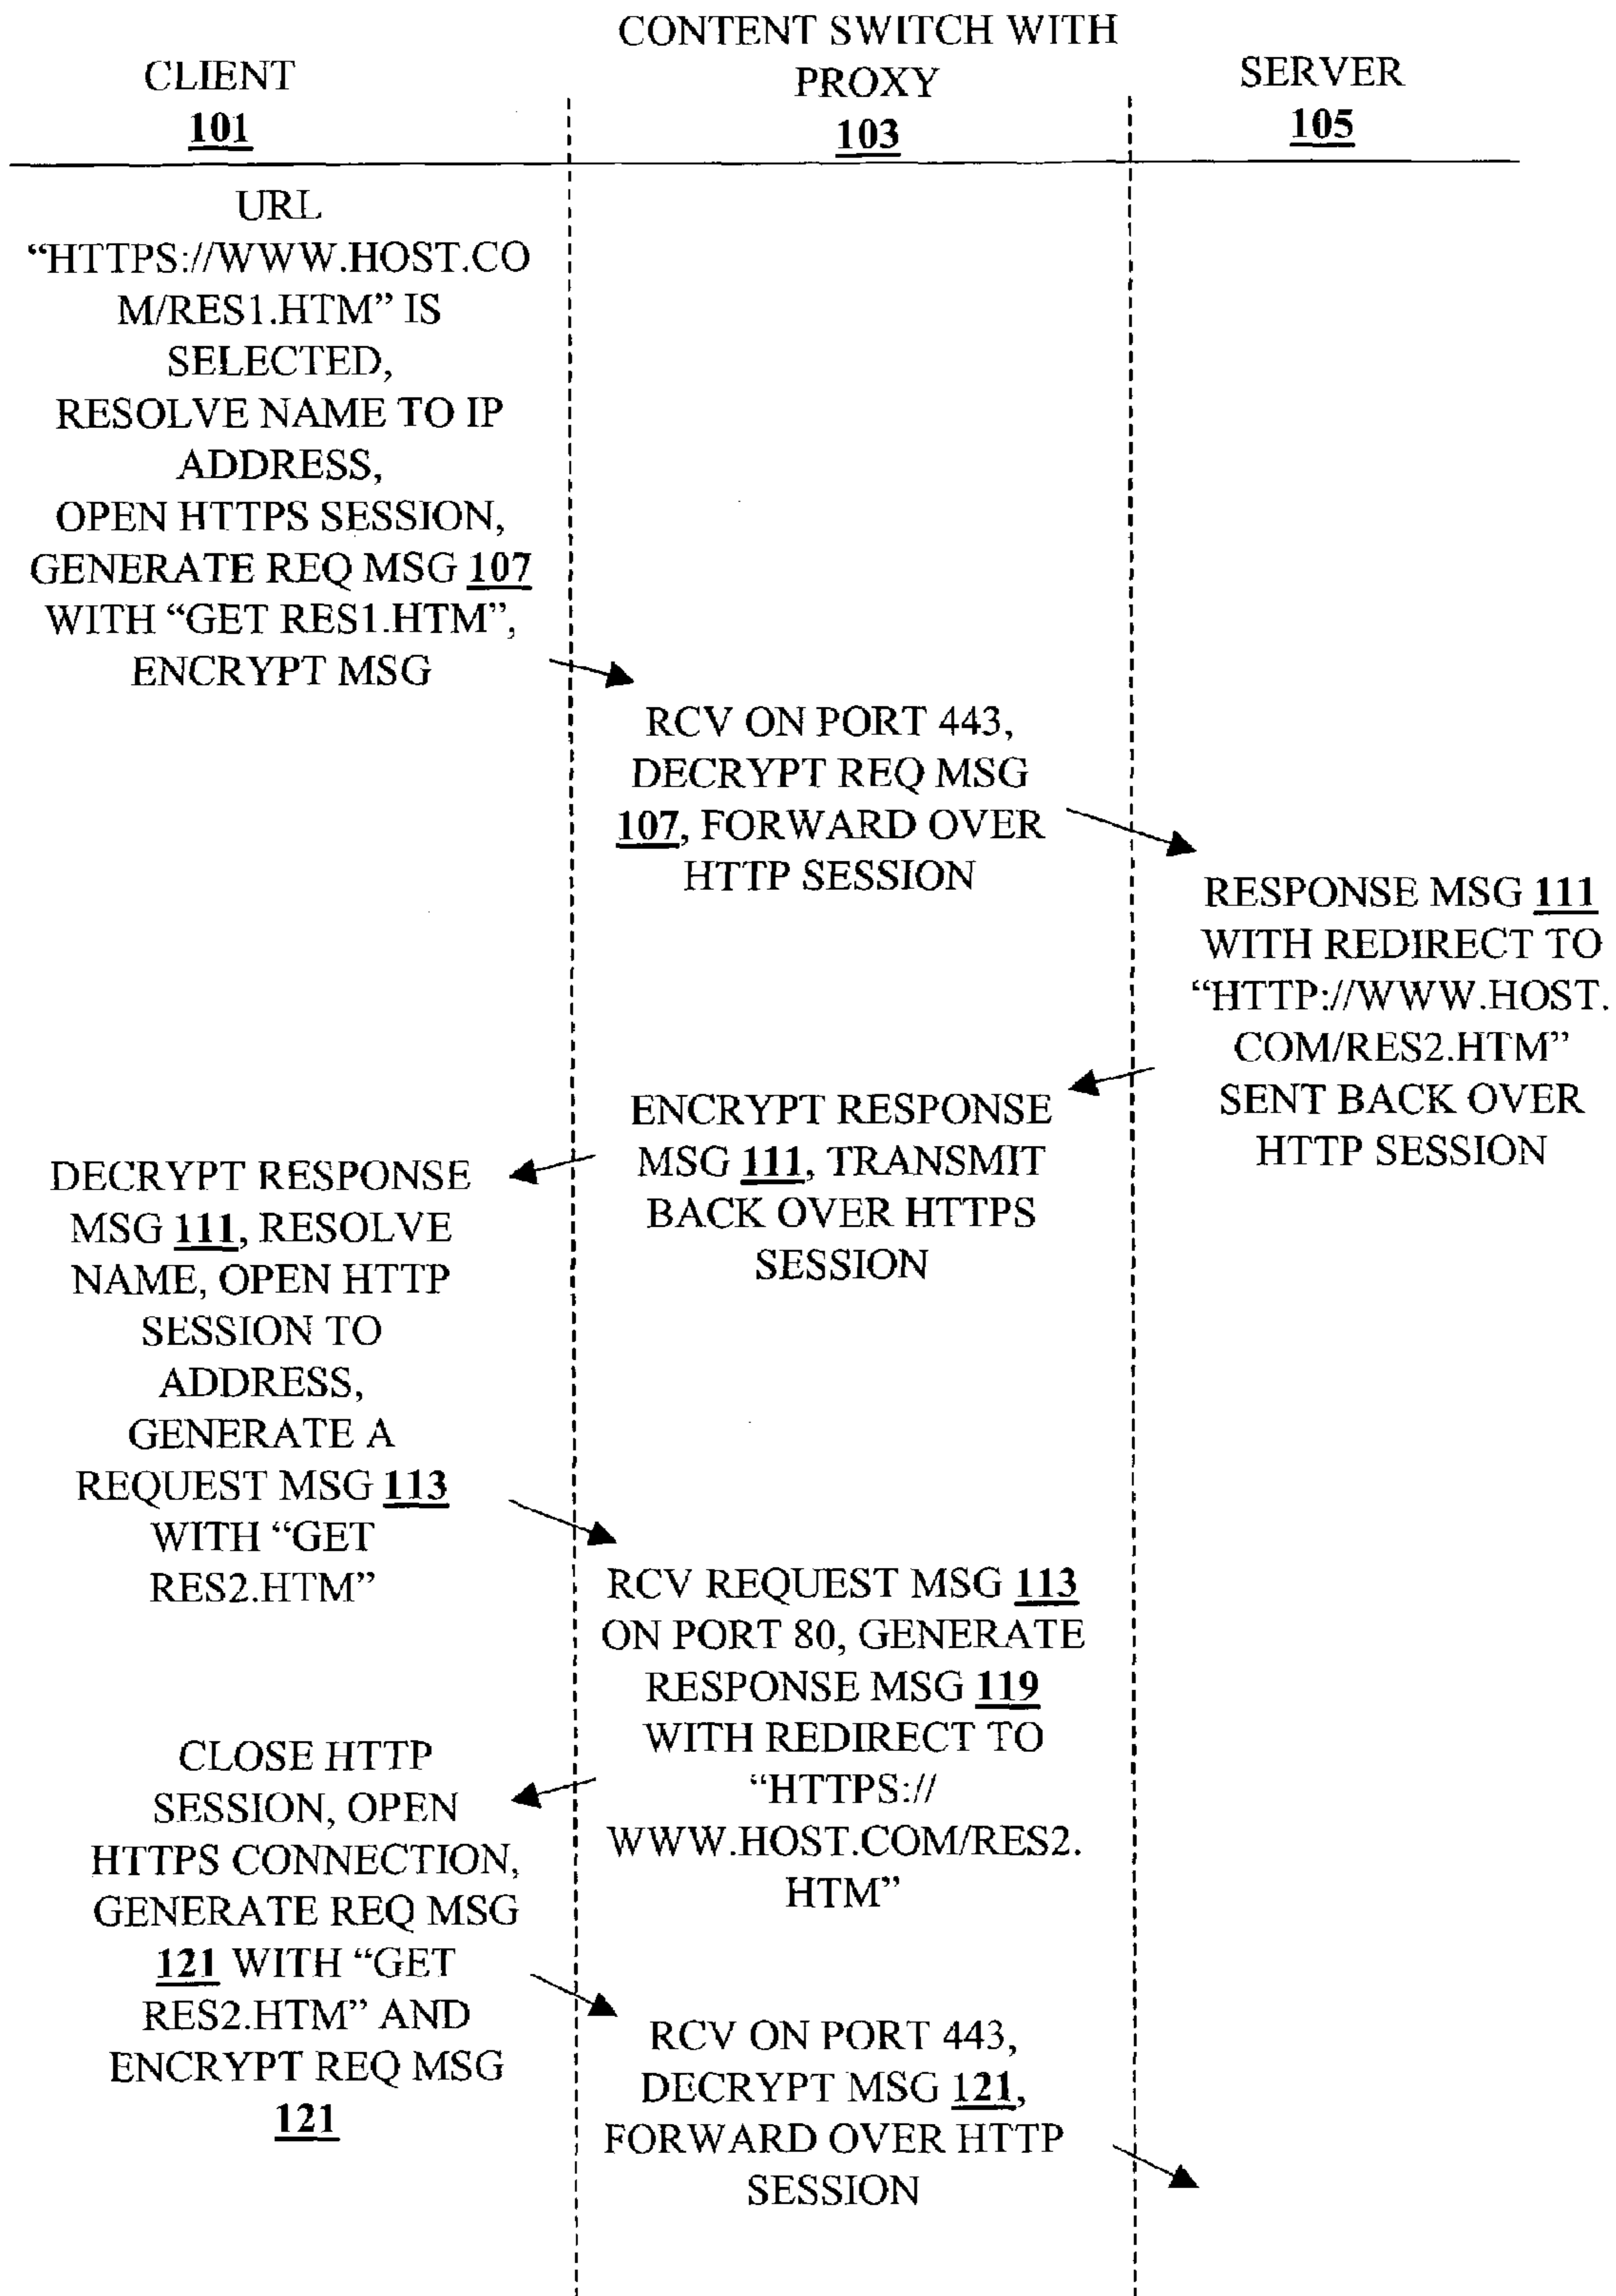 CLIENT
101
CONTENT SWITCH WITH
PROXY
103
SERVER
105
URL
“HTTPS://WWW.HOST.CO
M/RES1.HTM” IS
SELECTED,
RESOLVE NAME TO IP
ADDRESS,
OPEN HTTPS SESSION,
GENERATE REQ MSG 107
WITH “GET RES1.HTM”,
ENCRYPT MSG
RCV ON PORT 443,
DECRYPT REQ MSG
107, FORWARD OVER
HTTP SESSION
RESPONSE MSG 111
WITH REDIRECT TO
“HTTP://WWW.HOST.
COM/RES2.HTM”
SENT BACK OVER
HTTP SESSION
ENCRYPT RESPONSE
MSG 111, TRANSMIT
BACK OVER HTTPS
SESSION
DECRYPT RESPONSE
MSG 111, RESOLVE
NAME, OPEN HTTP
SESSION TO
ADDRESS,
GENERATE A
REQUEST MSG 113
WITH “GET
RES2.HTM”
RCV REQUEST MSG 113
ON PORT 80, GENERATE
RESPONSE MSG 119
WITH REDIRECT TO
“HTTPS://
WWW.HOST.COM/RES2.
HTM”
CLOSE HTTP
SESSION, OPEN
HTTPS CONNECTION,
GENERATE REQ MSG
121 WITH “GET
RES2.HTM” AND
ENCRYPT REQ MSG
121
RCV ON PORT 443,
DECRYPT MSG 121,
FORWARD OVER HTTP
SESSION